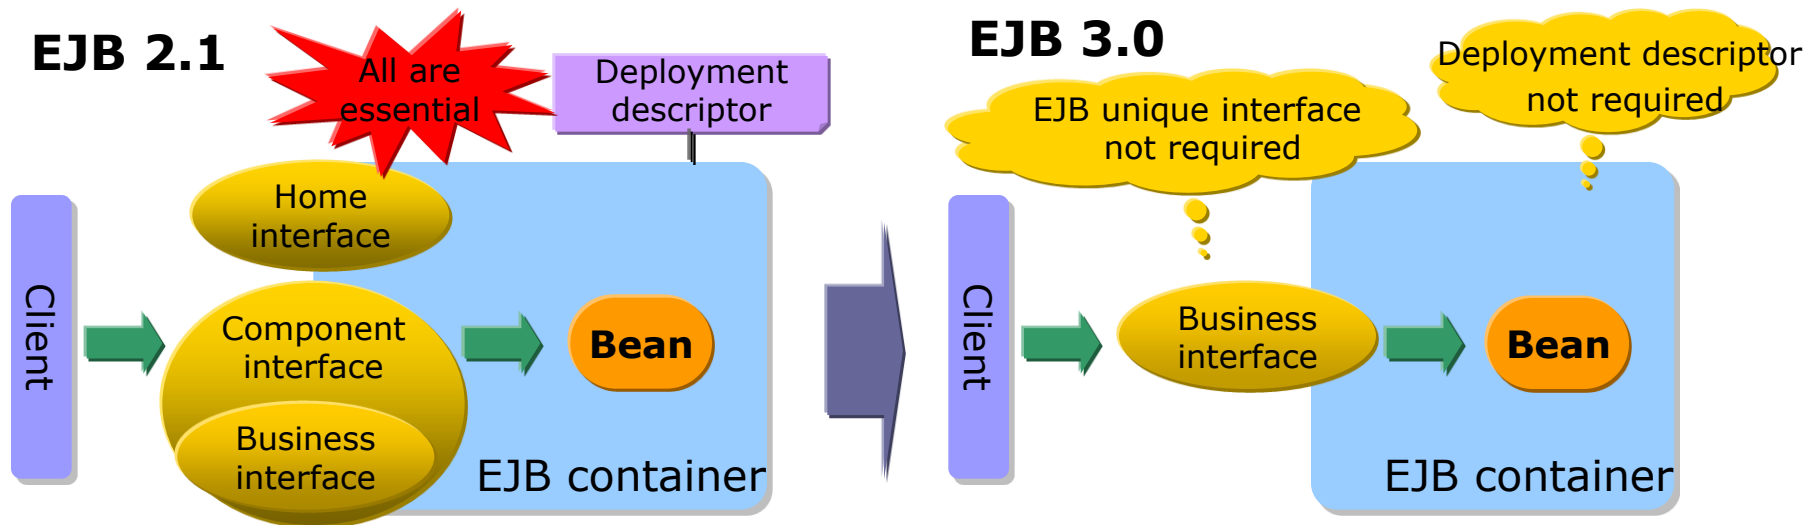 EJB 2.1
All are
essential
Deployment
descriptor
Home
interface
Client
Component
interface
Business
interface
Bean
EJB container
EJB 3.0
EJB unique interface
not required
Deployment descriptor
not required
Client
Business
interface
Bean
EJB container